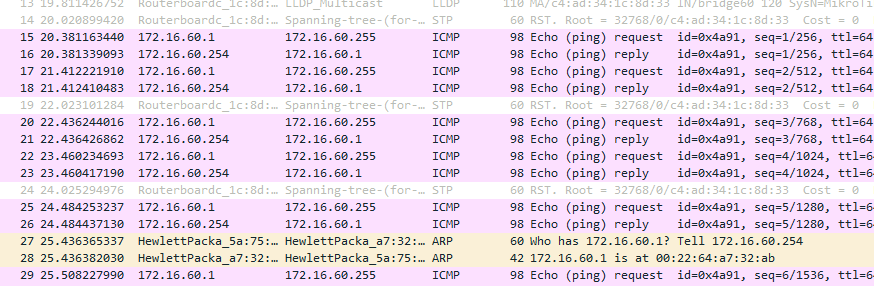 13 19.811426752 Routerboardc_1c:8d:… LLDP_Multicast LLDP 110 MA/c4:ad:34:1c:8d:33 IN/bridge60 120 SysN=MikroTi
14 20.020899420 Routerboardc_1c:8d:… Spanning-tree-(for-… STP 60 RST. Root = 32768/0/c4:ad:34:1c:8d:33 Cost = 0
15 20.381163440 172.16.60.1 172.16.60.255 ICMP 98 Echo (ping) request id=0x4a91, seq=1/256, ttl=64
16 20.381339093 172.16.60.254 172.16.60.1 ICMP 98 Echo (ping) reply id=0x4a91, seq=1/256, ttl=64
17 21.412221910 172.16.60.1 172.16.60.255 ICMP 98 Echo (ping) request id=0x4a91, seq=2/512, ttl=64
18 21.412410483 172.16.60.254 172.16.60.1 ICMP 98 Echo (ping) reply id=0x4a91, seq=2/512, ttl=64
19 22.023101284 Routerboardc_1c:8d:… Spanning-tree-(for-… STP 60 RST. Root = 32768/0/c4:ad:34:1c:8d:33 Cost = 0
20 22.436244016 172.16.60.1 172.16.60.255 ICMP 98 Echo (ping) request id=0x4a91, seq=3/768, ttl=64
21 22.436426862 172.16.60.254 172.16.60.1 ICMP 98 Echo (ping) reply id=0x4a91, seq=3/768, ttl=64
22 23.460234693 172.16.60.1 172.16.60.255 ICMP 98 Echo (ping) request id=0x4a91, seq=4/1024, ttl=6
23 23.460417190 172.16.60.254 172.16.60.1 ICMP 98 Echo (ping) reply id=0x4a91, seq=4/1024, ttl=6
24 24.025294976 Routerboardc_1c:8d:… Spanning-tree-(for-… STP 60 RST. Root = 32768/0/c4:ad:34:1c:8d:33 Cost = 0
25 24.484253237 172.16.60.1 172.16.60.255 ICMP 98 Echo (ping) request id=0x4a91, seq=5/1280, ttl=6
26 24.484437130 172.16.60.254 172.16.60.1 ICMP 98 Echo (ping) reply id=0x4a91, seq=5/1280, ttl=6
27 25.436365337 HewlettPacka_5a:75:… HewlettPacka_a7:32:… ARP 60 Who has 172.16.60.1? Tell 172.16.60.254
28 25.436382030 HewlettPacka_a7:32:… HewlettPacka_5a:75:… ARP 42 172.16.60.1 is at 00:22:64:a7:32:ab
29 25.508227990 172.16.60.1 172.16.60.255 ICMP 98 Echo (ping) request id=0x4a91, seq=6/1536, ttl=6